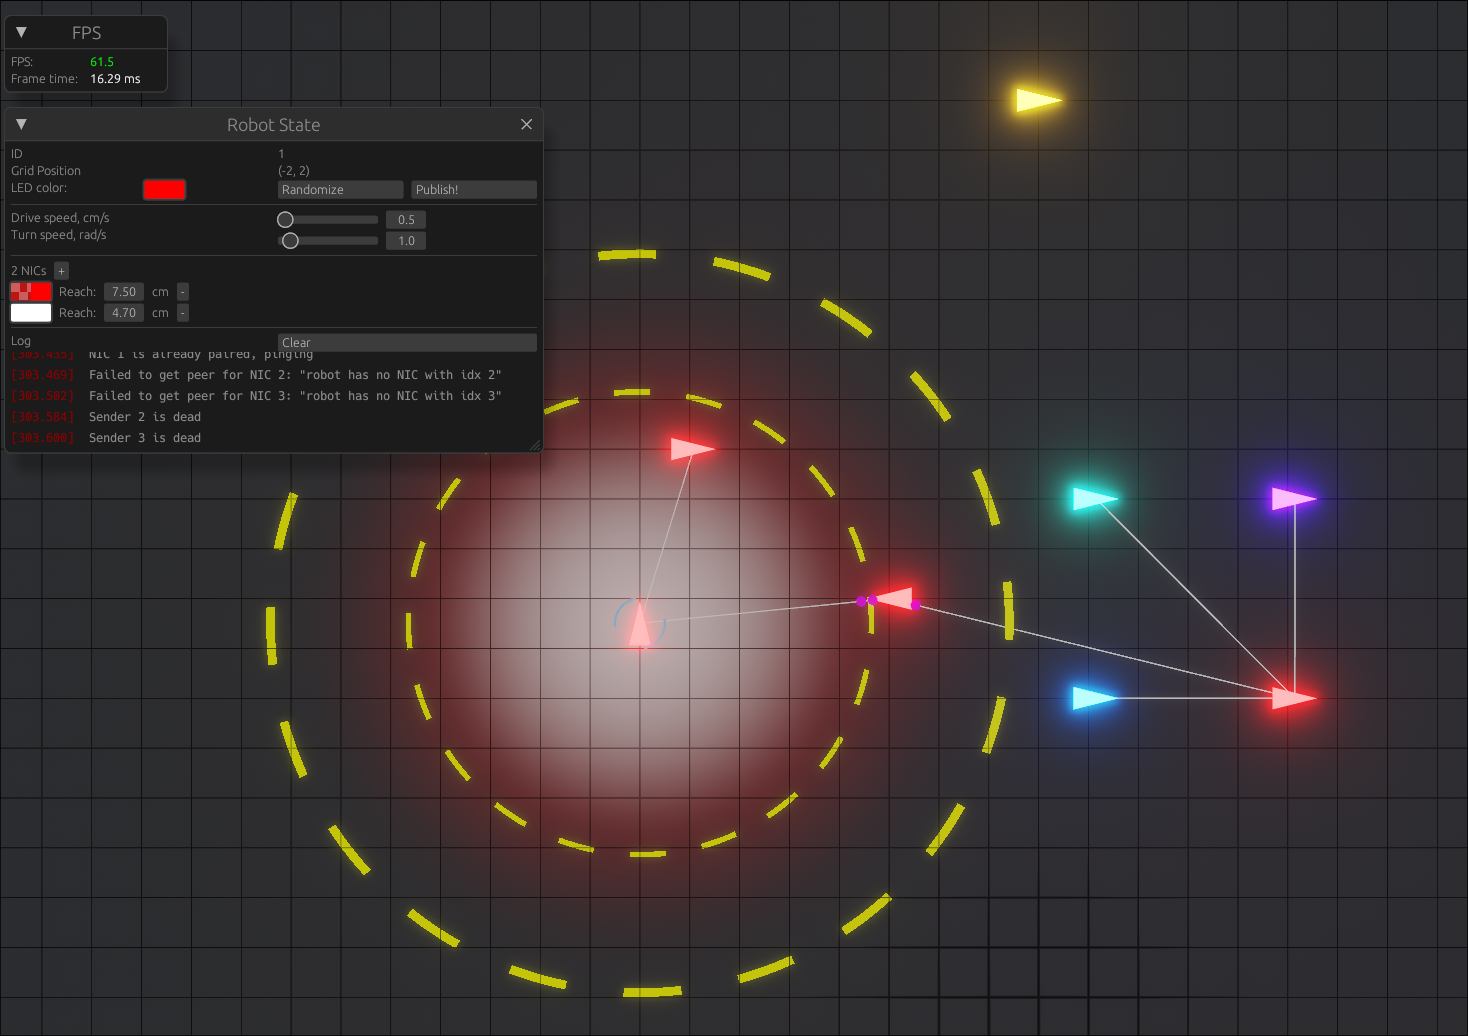 ▼ FPS
FPS: 61.5
Frame time: 16.29 ms
▼ Robot State ×
ID 1
Grid Position (-2, 2)
LED color: Randomize Publish!
Drive speed, cm/s 0.5
Turn speed, rad/s 1.0
2 NICs +
Reach: 7.50 cm -
Reach: 4.70 cm -
Log Clear
[303.435] NIC 1 is already paired, pinging
[303.469] Failed to get peer for NIC 2: "robot has no NIC with idx 2"
[303.502] Failed to get peer for NIC 3: "robot has no NIC with idx 3"
[303.584] Sender 2 is dead
[303.600] Sender 3 is dead